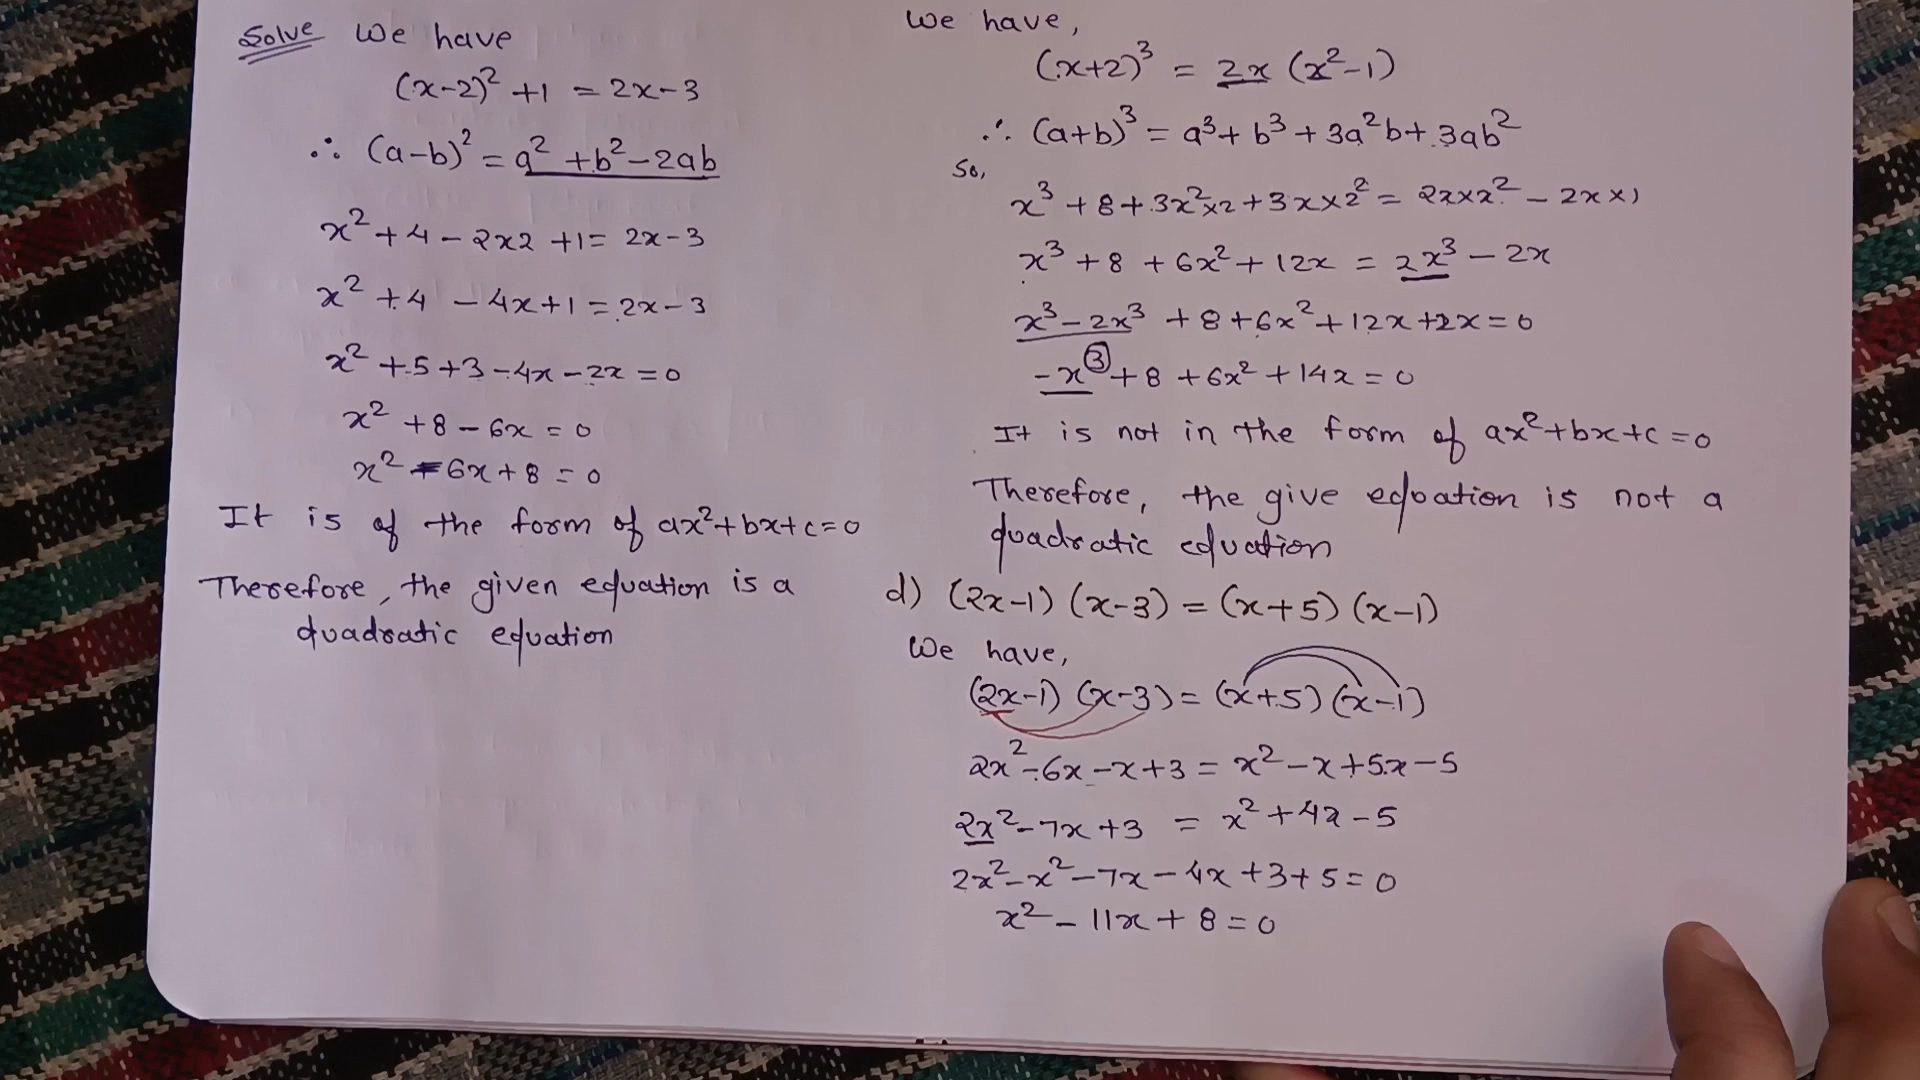 Solve We have
(x-2)² +1 = 2x-3
∴ (a-b)² = a² +b²-2ab
x²+4-2x2 +1= 2x-3
x² +4 -4x+1 = 2x-3
x² +5+3-4x-2x = 0
x² +8-6x = 0
x² -6x+8 = 0
It is of the form of ax²+bx+c=0
Therefore, the given equation is a
quadratic equation
We have,
(x+2)³ = 2x (x²-1)
∴ (a+b)³ = a³+b³+3a²b+3ab²
So,
x³+8+3x²x2+3xx2² = 2xxx²-2xx1
x³+8+6x²+12x = 2x³-2x
x³-2x³ +8+6x²+12x+2x=0
-x³+8+6x²+14x = 0
It is not in the form of ax²+bx+c=0
Therefore, the give equation is not a
quadratic equation
d) (2x-1) (x-3) = (x+5) (x-1)
We have,
(2x-1) (x-3) = (x+5) (x-1)
2x²-6x-x+3 = x²-x+5x-5
2x²-7x+3 = x²+4x-5
2x²-x²-7x-4x+3+5=0
x²-11x+8=0